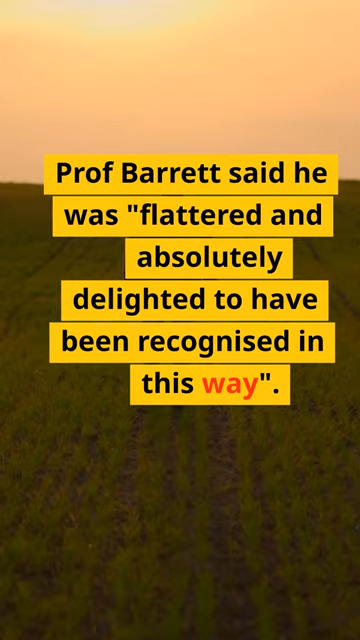 Prof Barrett said he
was "flattered and
absolutely
delighted to have
been recognised in
this way".